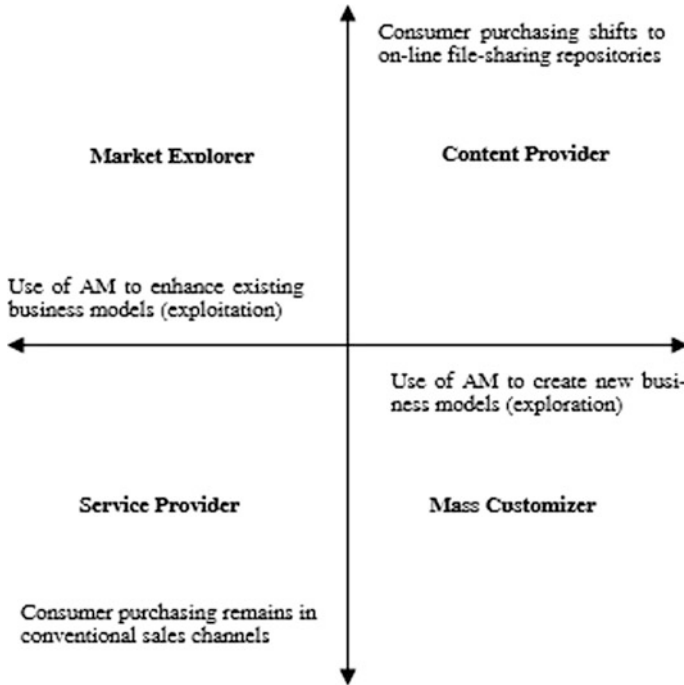 Consumer purchasing shifts to
on-line file-sharing repositories
Market Explorer
Content Provider
Use of AM to enhance existing
business models (exploitation)
Use of AM to create new busi-
ness models (exploration)
Service Provider
Mass Customizer
Consumer purchasing remains in
conventional sales channels